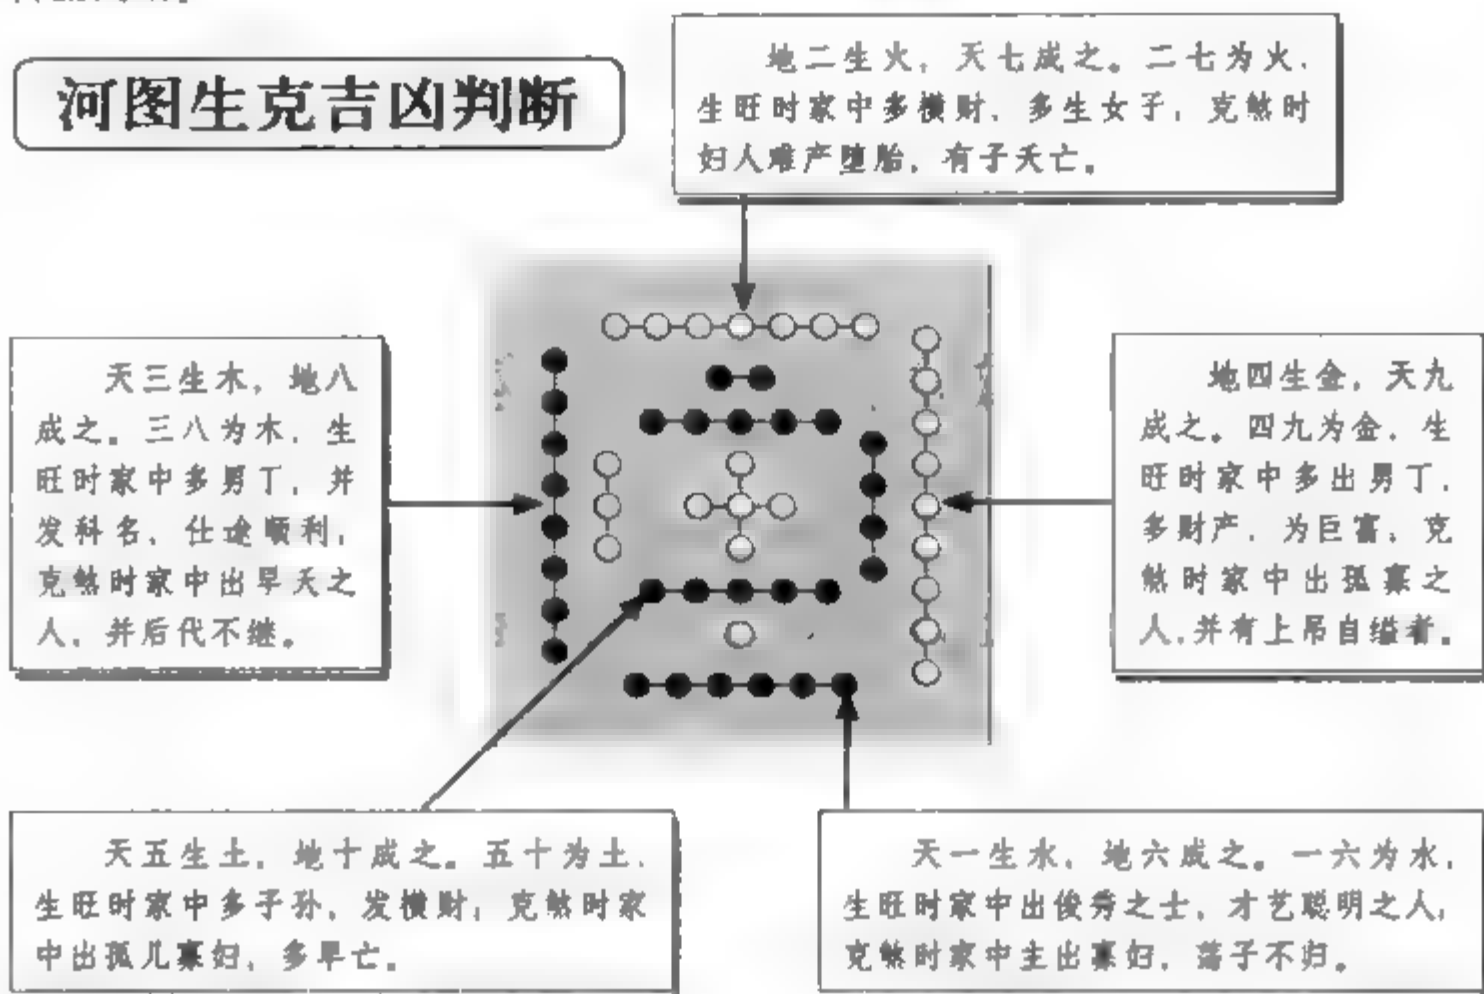 河图生克吉凶判断
地二生火，天七成之。二七为火，
生旺时家中多横财，多生女子；克煞时
妇人难产堕胎，有子夭亡。
天三生木，地八
成之。三八为木，生
旺时家中多男丁，并
发科名，仕途顺利；
克煞时家中出早夭之
人，并后代不继。
地四生金，天九
成之。四九为金，生
旺时家中多出男丁，
多财产，为巨富；克
煞时家中出孤寡之
人，并有上吊自缢者。
天五生土，地十成之。五十为土，
生旺时家中多子孙，发横财；克煞时家
中出孤儿寡妇，多早亡。
天一生水，地六成之。一六为水，
生旺时家中出俊秀之士，才艺聪明之人；
克煞时家中主出寡妇，荡子不归。